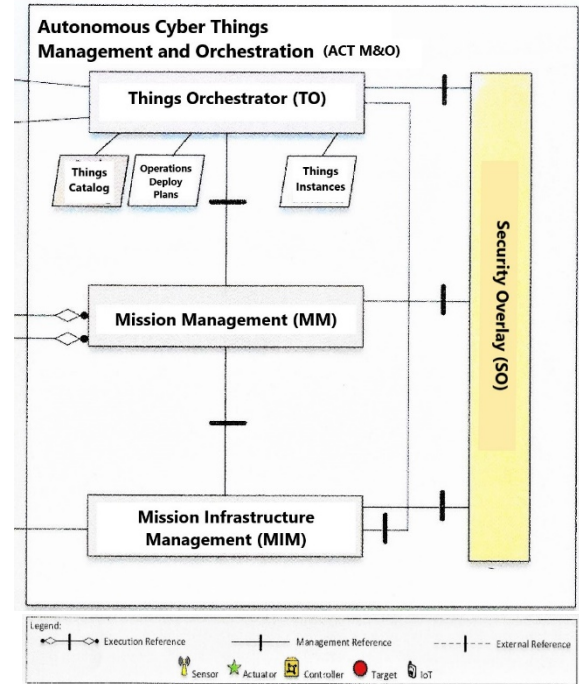 Autonomous Cyber Things
Management and Orchestration (ACT M&O)
Things Orchestrator (TO)
Things
Catalog
Operations
Deploy
Plans
Things
Instances
Security Overlay (SO)
Mission Management (MM)
Mission Infrastructure
Management (MIM)
Legend:
Execution Reference
Management Reference
External Reference
Sensor
Actuator
Controller
Target
IoT